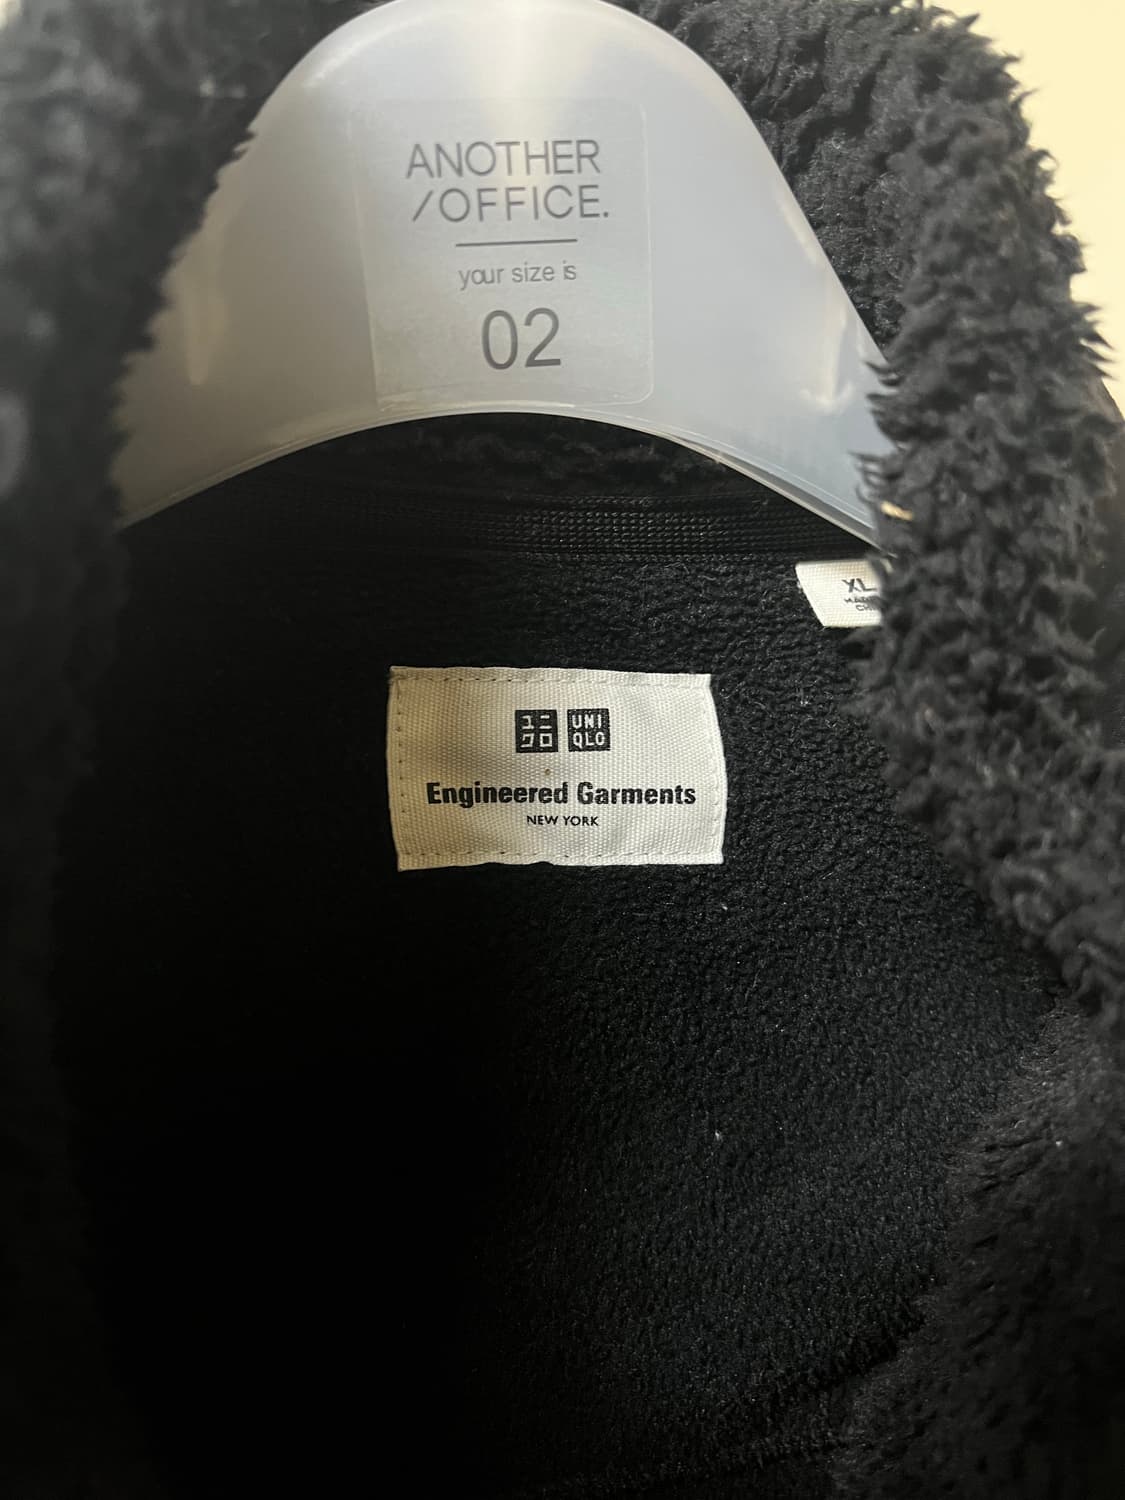 ANOTHER
/OFFICE.
your size is
02
XL
ユニ UNI
クロ QLO
Engineered Garments
NEW YORK